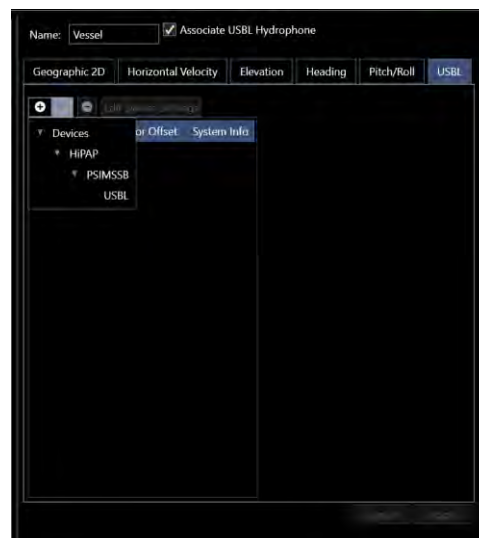 Name: Vessel Associate USBL Hydrophone
Geographic 2D Horizontal Velocity Elevation Heading Pitch/Roll USBL
Devices
or Offset System Info
HiPAP
PSIMSSB
USBL